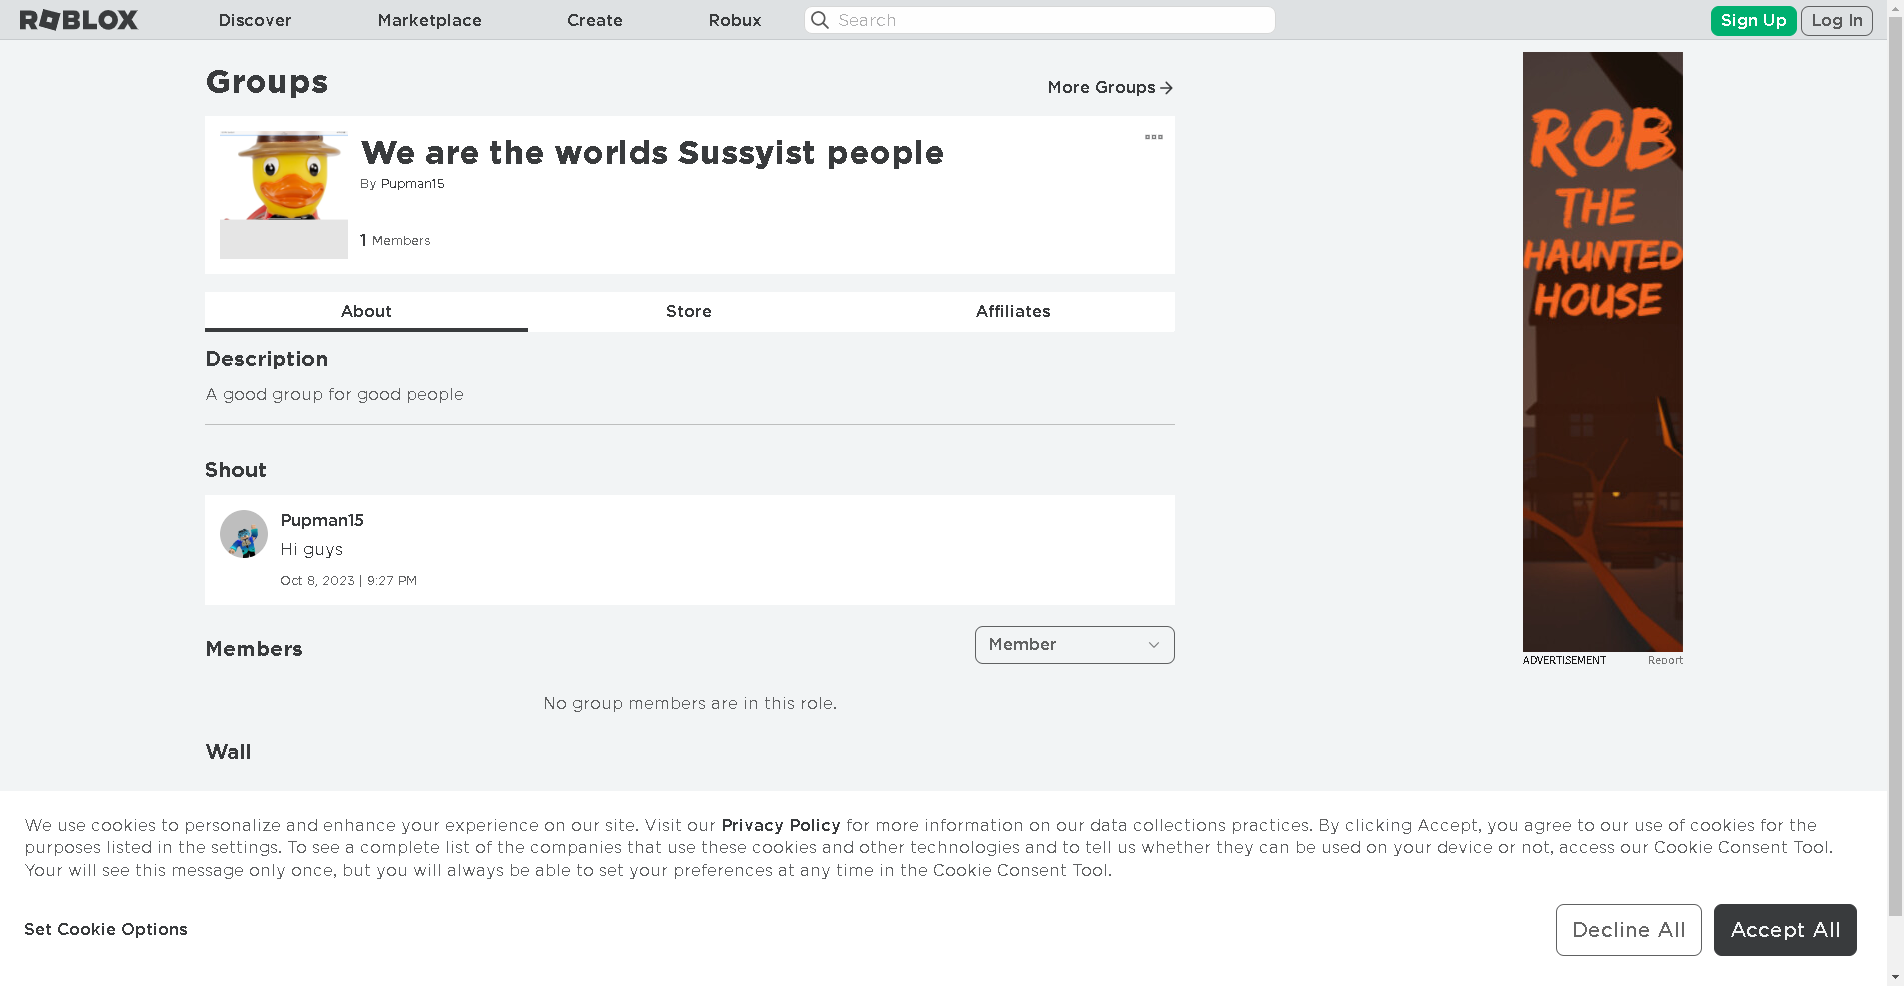 ROBLOX
Discover
Marketplace
Create
Robux
Search
Sign Up
Log In
Groups
More Groups
We are the worlds Sussyist people
By Pupman15
1 Members
About
Store
Affiliates
Description
A good group for good people
Shout
Pupman15
Hi guys
Oct 8, 2023 | 9:27 PM
Members
Member
No group members are in this role.
Wall
ROB
THE
HAUNTED
HOUSE
ADVERTISEMENT
Report
We use cookies to personalize and enhance your experience on our site. Visit our Privacy Policy for more information on our data collections practices. By clicking Accept, you agree to our use of cookies for the
purposes listed in the settings. To see a complete list of the companies that use these cookies and other technologies and to tell us whether they can be used on your device or not, access our Cookie Consent Tool.
Your will see this message only once, but you will always be able to set your preferences at any time in the Cookie Consent Tool.
Set Cookie Options
Decline All
Accept All